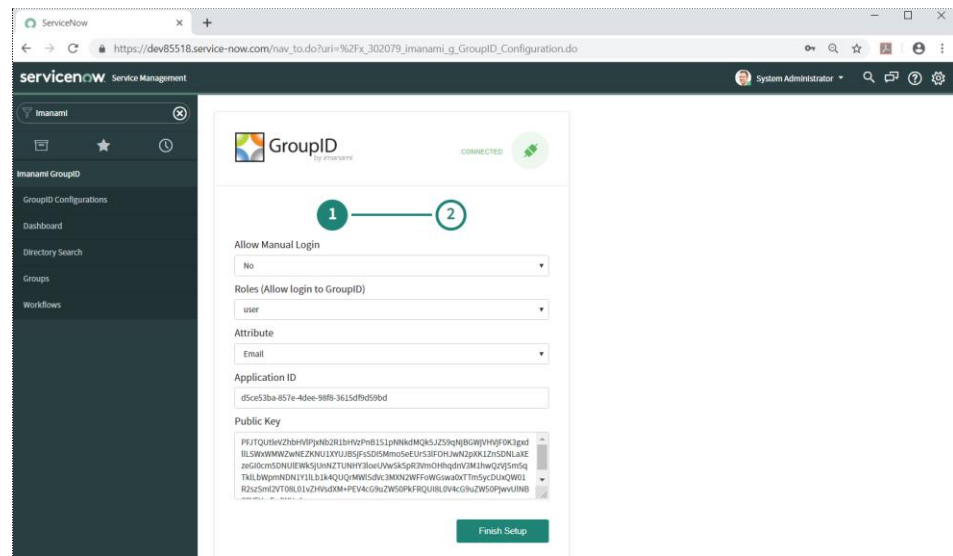 ServiceNow
https://dev85518.service-now.com/nav_to.do?uri=%2Fx_302079_imanami_g_GroupID_Configuration.do
servicenow Service Management
System Administrator
Imanami
Imanami GroupID
GroupID Configurations
Dashboard
Directory Search
Groups
Workflows
GroupID
by imanami
CONNECTED
1
2
Allow Manual Login
No
Roles (Allow login to GroupID)
user
Attribute
Email
Application ID
d5ce53ba-857e-4dee-98f8-3615df9d59bd
Public Key
Finish Setup